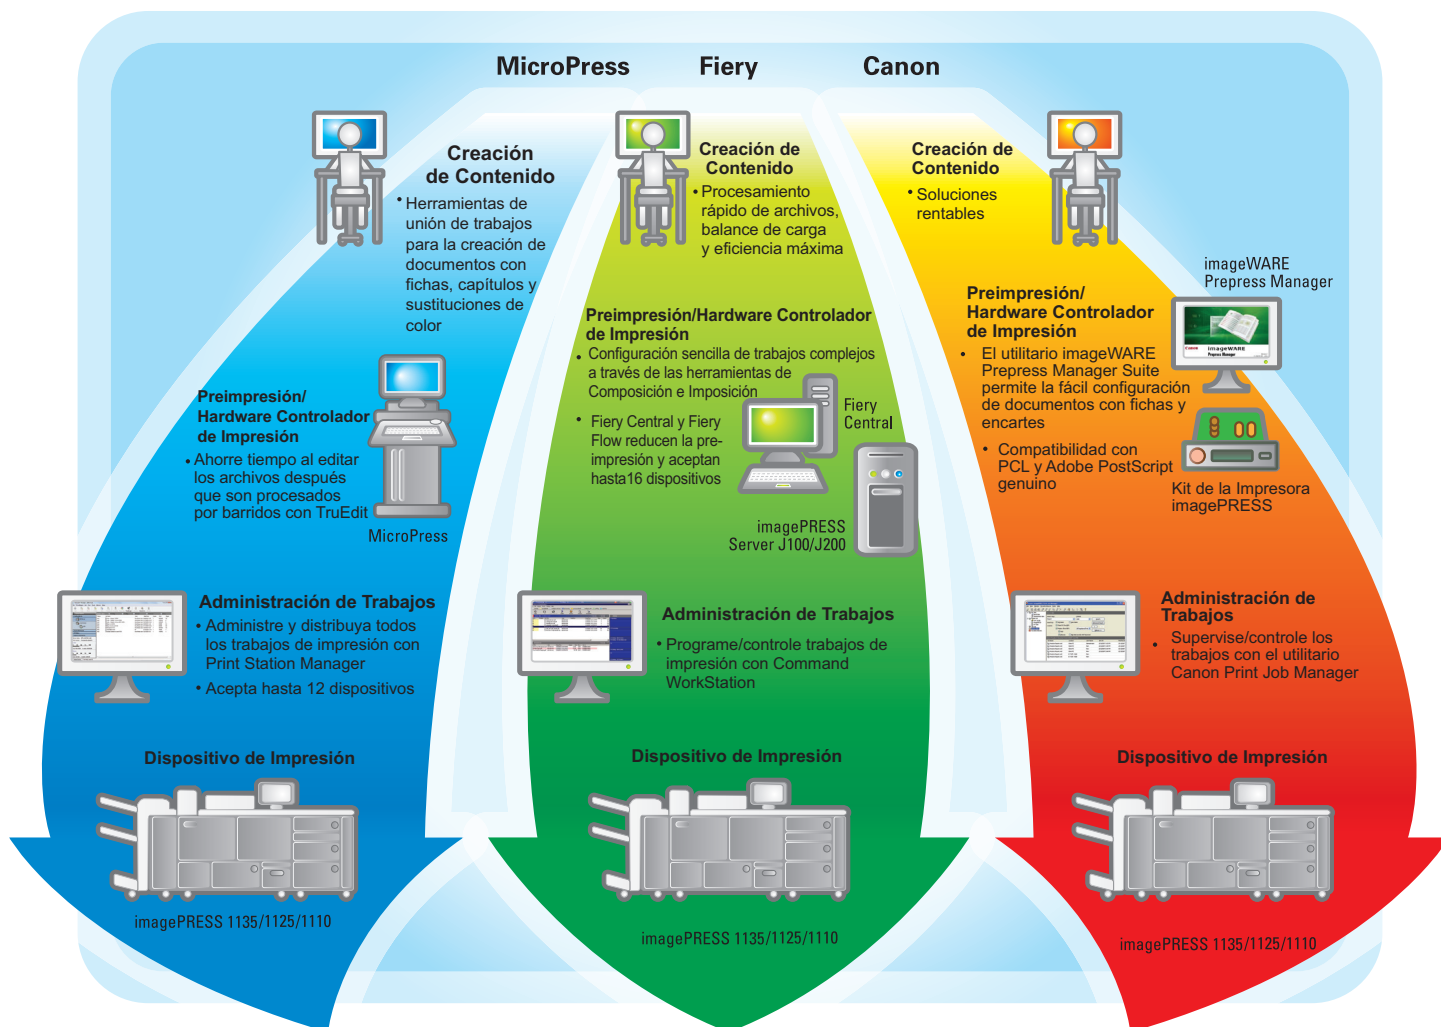 MicroPress
Fiery
Canon
Creación
de Contenido
• Herramientas de
unión de trabajos
para la creación de
documentos con
fichas, capítulos y
sustituciones de
color
Preimpresión/
Hardware Controlador
de Impresión
• Ahorre tiempo al editar
los archivos después
que son procesados
por barridos con TruEdit
MicroPress
Administración de Trabajos
• Administre y distribuya todos
los trabajos de impresión con
Print Station Manager
• Acepta hasta 12 dispositivos
Dispositivo de Impresión
imagePRESS 1135/1125/1110
Creación de
Contenido
• Procesamiento
rápido de archivos,
balance de carga
y eficiencia máxima
Preimpresión/Hardware Controlador
de Impresión
• Configuración sencilla de trabajos complejos
a través de las herramientas de
Composición e Imposición
• Fiery Central y Fiery
Flow reducen la pre-
impresión y aceptan
hasta16 dispositivos
Fiery
Central
imagePRESS
Server J100/J200
Administración de Trabajos
• Programe/controle trabajos de
impresión con Command
WorkStation
Dispositivo de Impresión
imagePRESS 1135/1125/1110
Creación de
Contenido
• Soluciones
rentables
imageWARE
Prepress Manager
Canon
imageWARE
Prepress Manager
Preimpresión/
Hardware Controlador
de Impresión
• El utilitario imageWARE
Prepress Manager Suite
permite la fácil configuración
de documentos con fichas y
encartes
• Compatibilidad con
PCL y Adobe PostScript
genuino
Kit de la Impresora
imagePRESS
Administración de
Trabajos
• Supervise/controle los
trabajos con el utilitario
Canon Print Job Manager
Dispositivo de Impresión
imagePRESS 1135/1125/1110